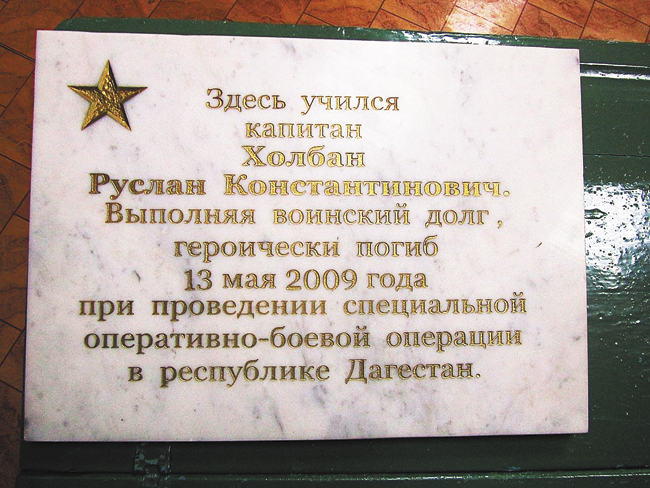 Здесь учился
капитан
Холбан
Руслан Константинович.
Выполняя воинский долг,
героически погиб
13 мая 2009 года
при проведении специальной
оперативно-боевой операции
в республике Дагестан.